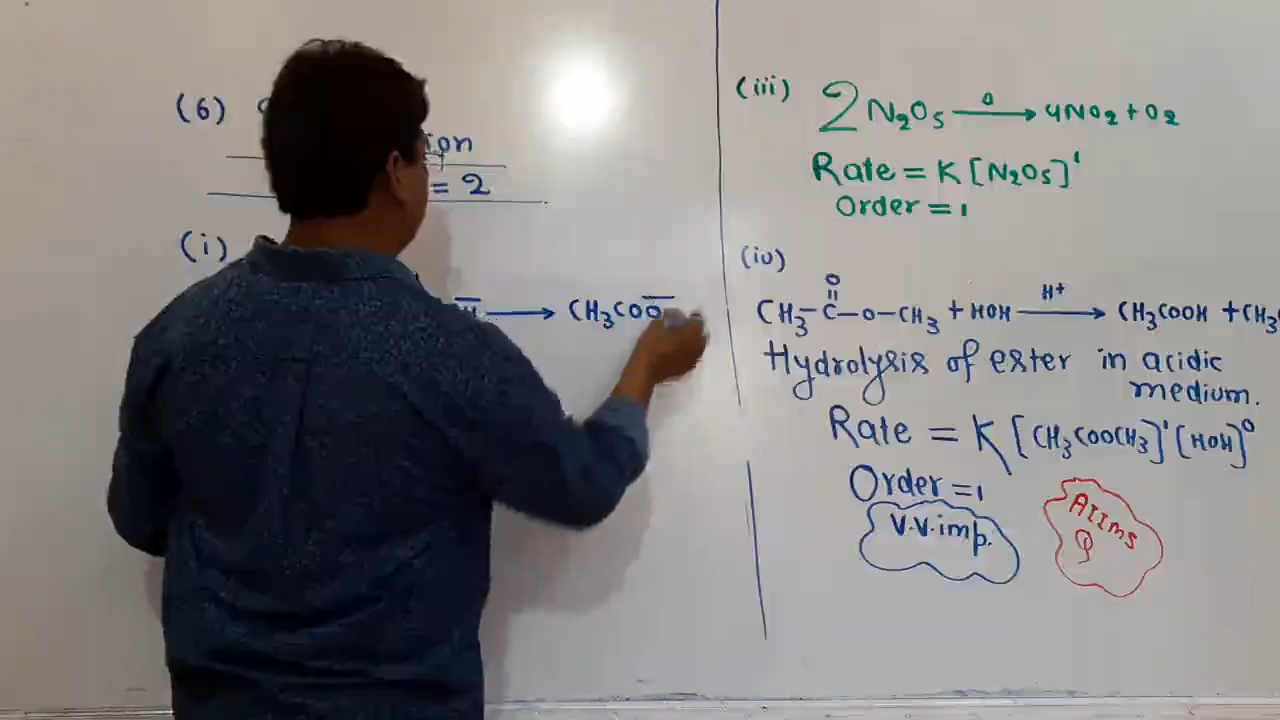 (6)
= 2
(i)
⟶ CH₃COO⁻
(iii) 2N₂O₅ —Δ⟶ 4NO₂ + O₂
Rate = K [N₂O₅]¹
Order = 1
(iv)
O
||
CH₃–C–O–CH₃ + HOH —H⁺⟶ CH₃COOH + CH₃
Hydrolysis of ester in acidic
medium.
Rate = K [CH₃COOCH₃]¹ [HOH]⁰
Order = 1
V.V.imp.
AIIMS
Q